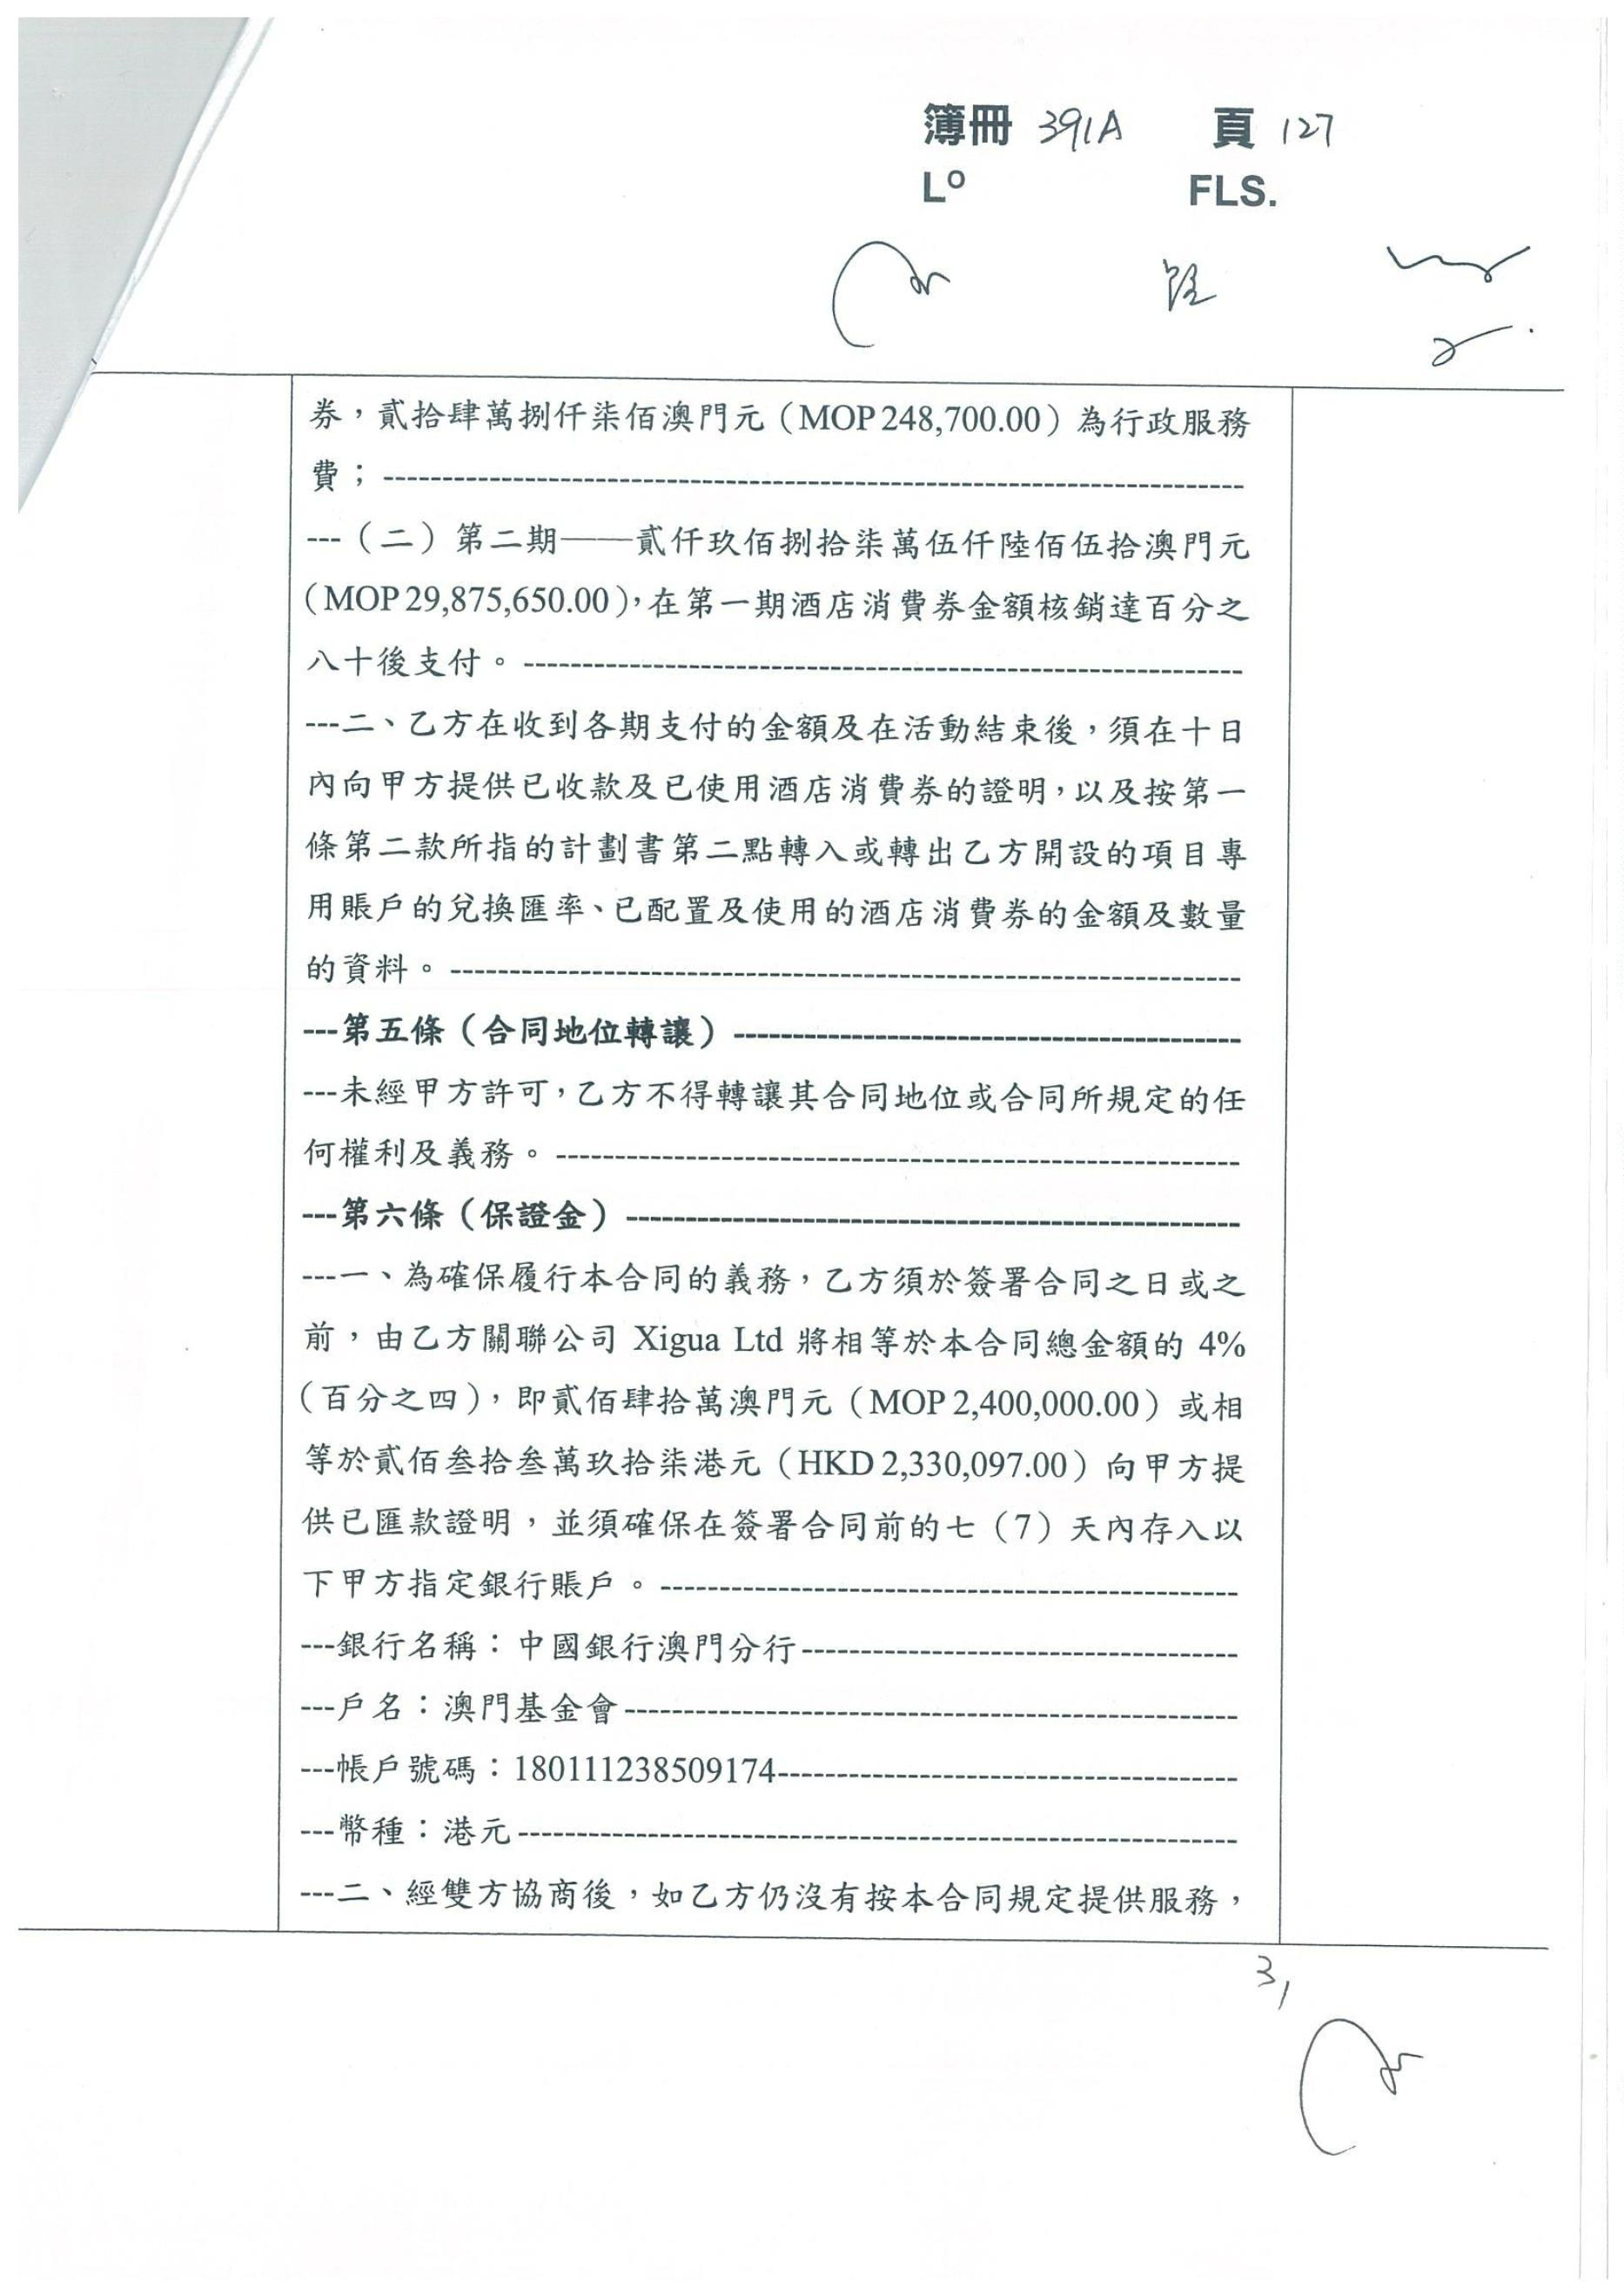 簿冊 391A 頁 127
Lº FLS.
券，貳拾肆萬捌仟柒佰澳門元（MOP 248,700.00）為行政服務
費；------------------------------------------------------------------------
---（二）第二期——貳仟玖佰捌拾柒萬伍仟陸佰伍拾澳門元
（MOP 29,875,650.00），在第一期酒店消費券金額核銷達百分之
八十後支付。------------------------------------------------------------
---二、乙方在收到各期支付的金額及在活動結束後，須在十日
內向甲方提供已收款及已使用酒店消費券的證明，以及按第一
條第二款所指的計劃書第二點轉入或轉出乙方開設的項目專
用賬戶的兌換匯率、已配置及使用的酒店消費券的金額及數量
的資料。------------------------------------------------------------------
---第五條（合同地位轉讓）------------------------------------------
---未經甲方許可，乙方不得轉讓其合同地位或合同所規定的任
何權利及義務。---------------------------------------------------------
---第六條（保證金）---------------------------------------------------
---一、為確保履行本合同的義務，乙方須於簽署合同之日或之
前，由乙方關聯公司 Xigua Ltd 將相等於本合同總金額的 4%
（百分之四），即貳佰肆拾萬澳門元（MOP 2,400,000.00）或相
等於貳佰叁拾叁萬玖拾柒港元（HKD 2,330,097.00）向甲方提
供已匯款證明，並須確保在簽署合同前的七（7）天內存入以
下甲方指定銀行賬戶。------------------------------------------------
---銀行名稱：中國銀行澳門分行------------------------------------
---戶名：澳門基金會---------------------------------------------------
---帳戶號碼：180111238509174--------------------------------------
---幣種：港元------------------------------------------------------------
---二、經雙方協商後，如乙方仍沒有按本合同規定提供服務，
3,